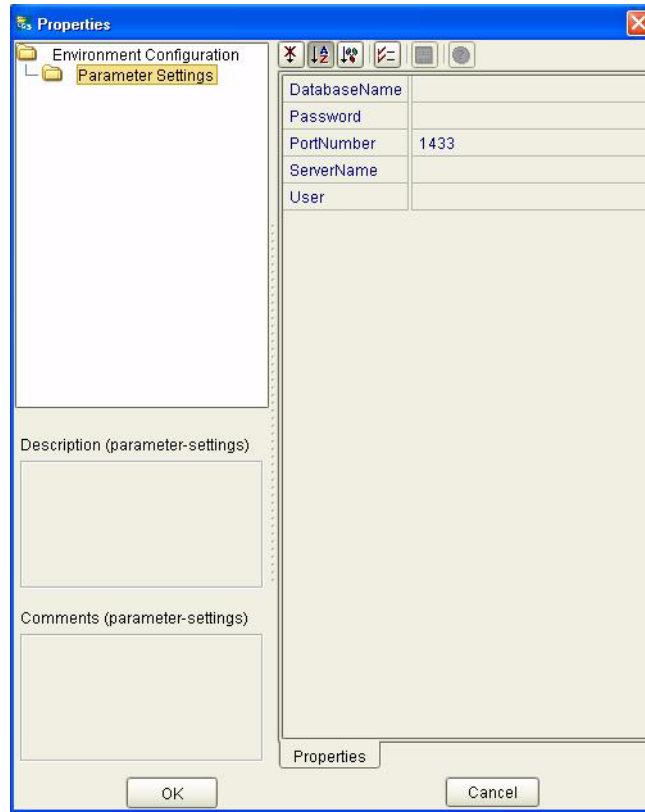 Properties
Environment Configuration
Parameter Settings
DatabaseName
Password
PortNumber 1433
ServerName
User
Description (parameter-settings)
Comments (parameter-settings)
Properties
OK Cancel